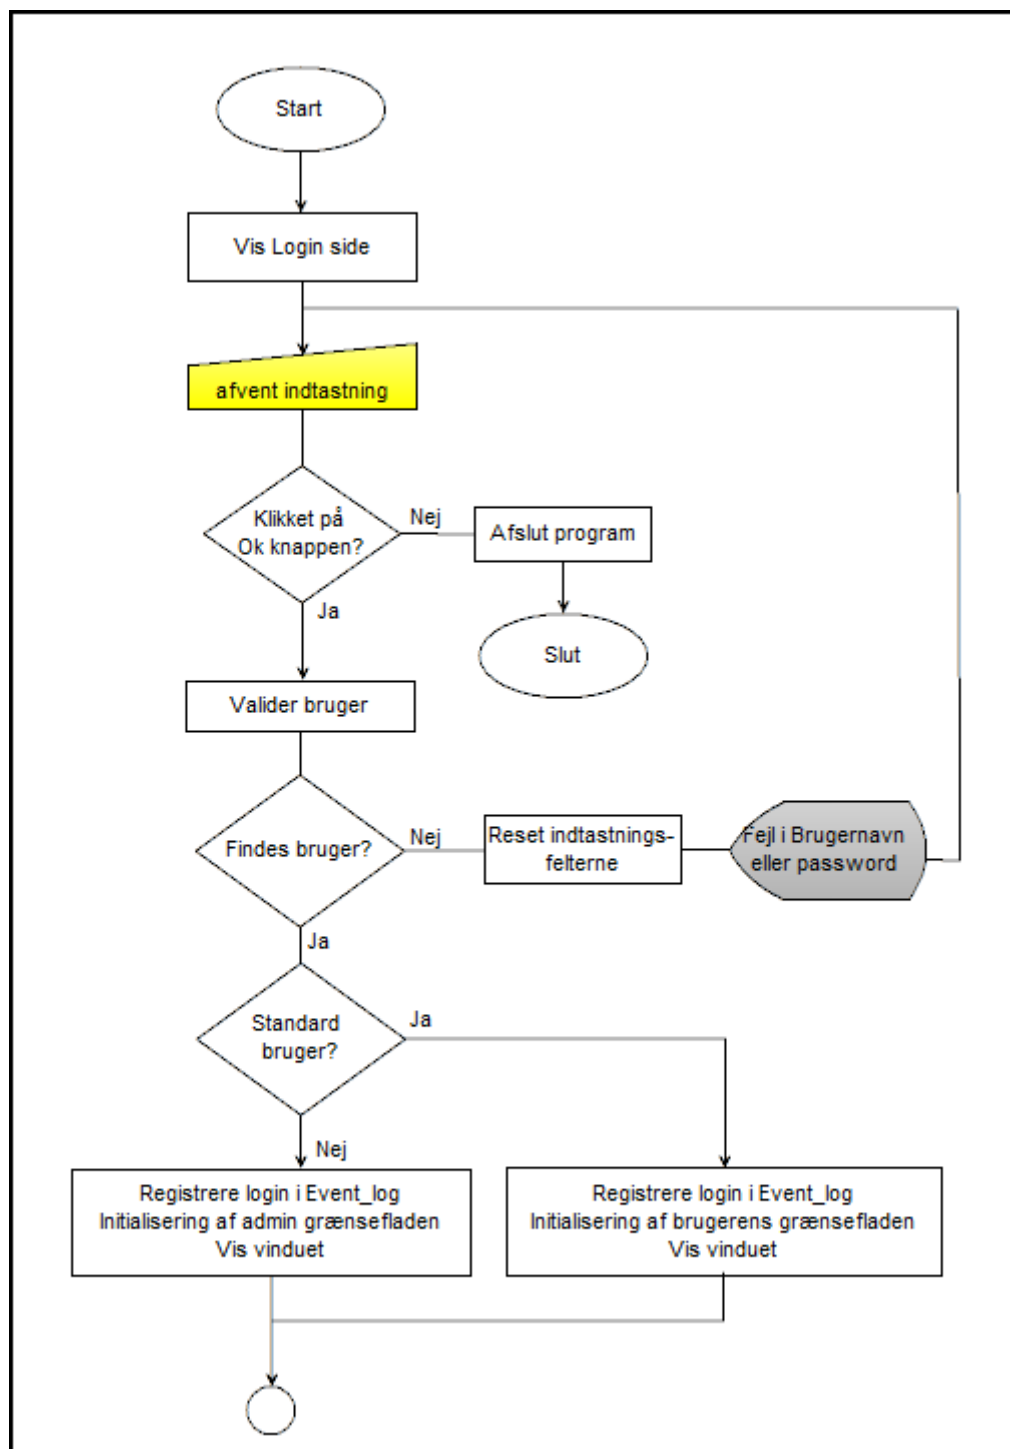 Start
Vis Login side
afvent indtastning
Klikket på
Ok knappen?
Nej
Afslut program
Ja
Slut
Valider bruger
Findes bruger?
Nej
Reset indtastnings-
felterne
Fejl i Brugernavn
eller password
Ja
Standard
bruger?
Ja
Nej
Registrere login i Event_log
Initialisering af admin grænsefladen
Vis vinduet
Registrere login i Event_log
Initialisering af brugerens grænsefladen
Vis vinduet